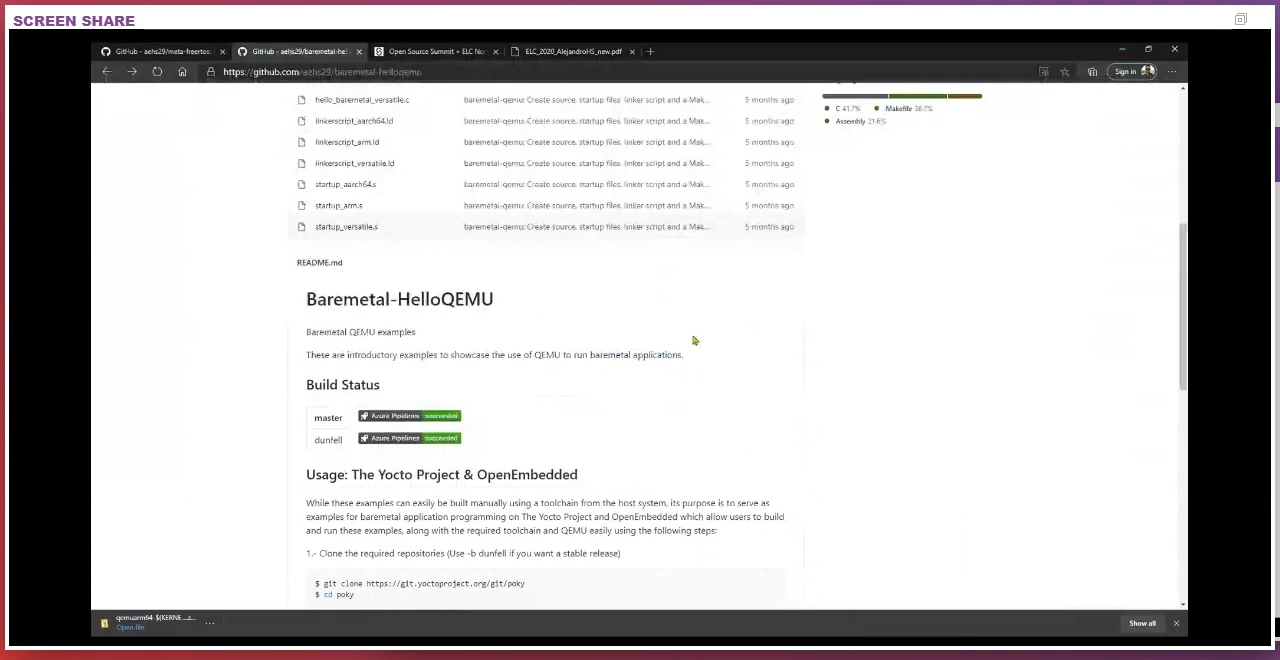 SCREEN SHARE
GitHub - aehs29/meta-freertos
GitHub - aehs29/baremetal-hel
Open Source Summit + ELC Nor
ELC_2020_AlejandroHS_new.pdf
https://github.com/aehs29/baremetal-helloqemu
Sign in
hello_baremetal_versatile.c baremetal-qemu: Create source, startup files, linker script and a Mak... 5 months ago
C 41.7% Makefile 36.7%
linkerscript_aarch64.ld baremetal-qemu: Create source, startup files, linker script and a Mak... 5 months ago
Assembly 21.6%
linkerscript_arm.ld baremetal-qemu: Create source, startup files, linker script and a Mak... 5 months ago
linkerscript_versatile.ld baremetal-qemu: Create source, startup files, linker script and a Mak... 5 months ago
startup_aarch64.s baremetal-qemu: Create source, startup files, linker script and a Mak... 5 months ago
startup_arm.s baremetal-qemu: Create source, startup files, linker script and a Mak... 5 months ago
startup_versatile.s baremetal-qemu: Create source, startup files, linker script and a Mak... 5 months ago
README.md
Baremetal-HelloQEMU
Baremetal QEMU examples
These are introductory examples to showcase the use of QEMU to run baremetal applications.
Build Status
master Azure Pipelines succeeded
dunfell Azure Pipelines succeeded
Usage: The Yocto Project & OpenEmbedded
While these examples can easily be built manually using a toolchain from the host system, its purpose is to serve as
examples for baremetal application programming on The Yocto Project and OpenEmbedded which allow users to build
and run these examples, along with the required toolchain and QEMU easily using the following steps:
1.- Clone the required repositories (Use -b dunfell if you want a stable release)
$ git clone https://git.yoctoproject.org/git/poky
$ cd poky
qemuarm64-$(KERNE....z...
Open file
Show all